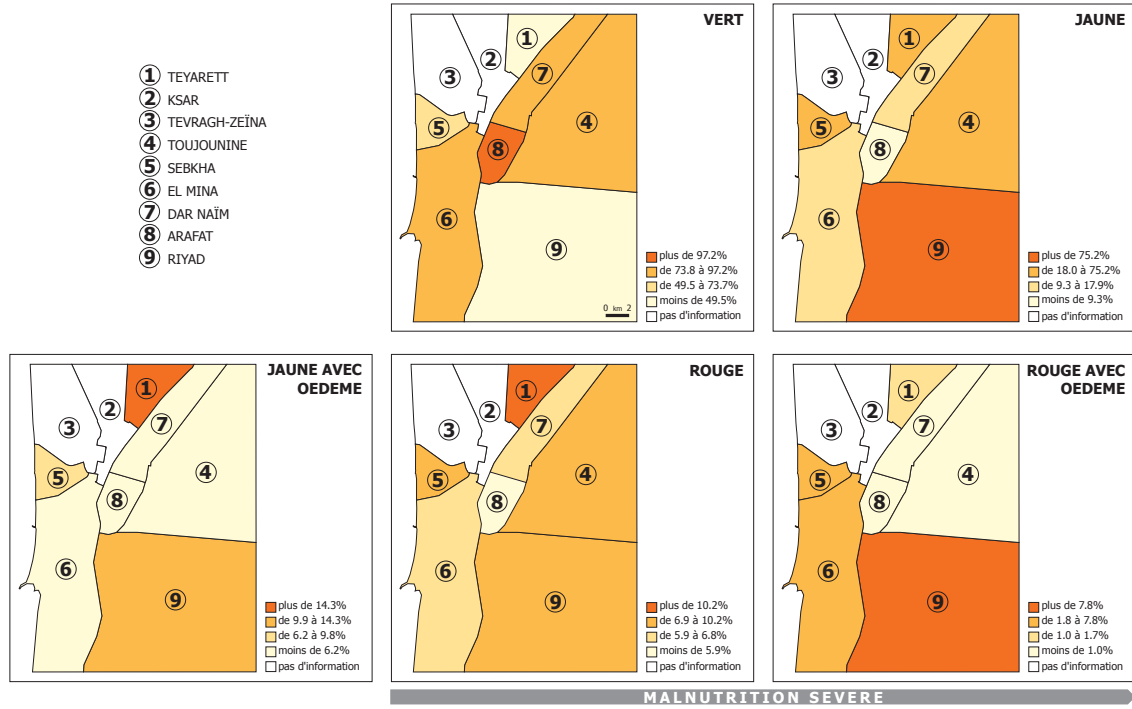 ① TEYARETT
② KSAR
③ TEVRAGH-ZEÏNA
④ TOUJOUNINE
⑤ SEBKHA
⑥ EL MINA
⑦ DAR NAÏM
⑧ ARAFAT
⑨ RIYAD
VERT
①
②
③
⑦
④
⑤
⑧
⑥
⑨
plus de 97.2%
de 73.8 à 97.2%
de 49.5 à 73.7%
moins de 49.5%
pas d'information
0 km 2
JAUNE
①
②
③
⑦
④
⑤
⑧
⑥
⑨
plus de 75.2%
de 18.0 à 75.2%
de 9.3 à 17.9%
moins de 9.3%
pas d'information
JAUNE AVEC
OEDEME
①
②
③
⑦
④
⑤
⑧
⑥
⑨
plus de 14.3%
de 9.9 à 14.3%
de 6.2 à 9.8%
moins de 6.2%
pas d'information
ROUGE
①
②
③
⑦
④
⑤
⑧
⑥
⑨
plus de 10.2%
de 6.9 à 10.2%
de 5.9 à 6.8%
moins de 5.9%
pas d'information
ROUGE AVEC
OEDEME
①
②
③
⑦
④
⑤
⑧
⑥
⑨
plus de 7.8%
de 1.8 à 7.8%
de 1.0 à 1.7%
moins de 1.0%
pas d'information
MALNUTRITION SEVERE